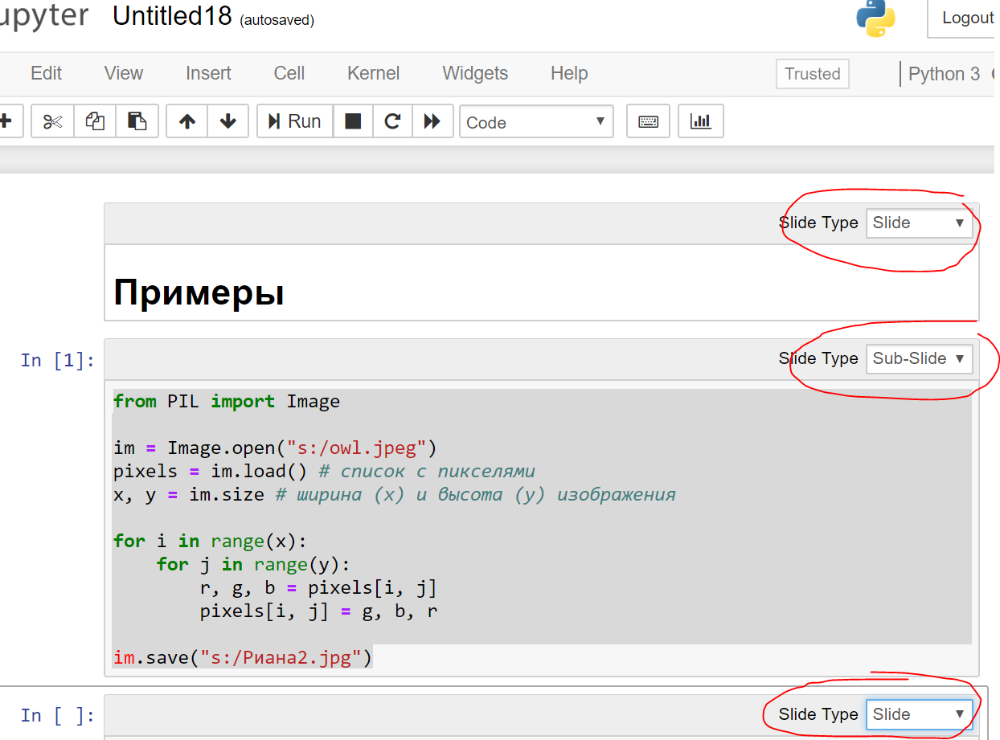 upyter Untitled18 (autosaved)
Logout
Edit View Insert Cell Kernel Widgets Help
Trusted
Python 3
Run
Code
Slide Type Slide
Примеры
In [1]:
Slide Type Sub-Slide
from PIL import Image
im = Image.open("s:/owl.jpeg")
pixels = im.load() # список с пикселями
x, y = im.size # ширина (x) и высота (y) изображения
for i in range(x):
    for j in range(y):
        r, g, b = pixels[i, j]
        pixels[i, j] = g, b, r
im.save("s:/Риана2.jpg")
In [ ]:
Slide Type Slide